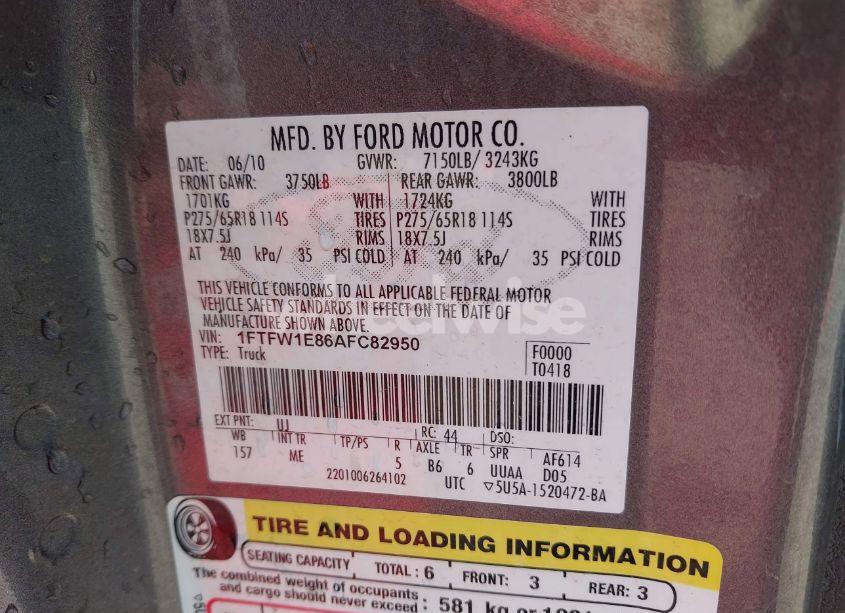 MFD. BY FORD MOTOR CO.
DATE: 06/10 GVWR: 7150LB/ 3243KG
FRONT GAWR: 3750LB REAR GAWR: 3800LB
1701KG WITH 1724KG WITH
P275/65R18 114S TIRES P275/65R18 114S TIRES
18X7.5J RIMS 18X7.5J RIMS
AT 240 kPa/ 35 PSI COLD AT 240 kPa/ 35 PSI COLD
THIS VEHICLE CONFORMS TO ALL APPLICABLE FEDERAL MOTOR
VEHICLE SAFETY STANDARDS IN EFFECT ON THE DATE OF
MANUFACTURE SHOWN ABOVE.
VIN: 1FTFW1E86AFC82950
TYPE: Truck
F0000
T0418
EXT PNT: UJ RC: 44 DSO:
WB INT TR TP/PS R AXLE TR SPR AF614
157 ME 5 B6 6 UUAA D05
2201006264102 UTC ▽5U5A-1520472-BA
TIRE AND LOADING INFORMATION
SEATING CAPACITY TOTAL: 6 FRONT: 3 REAR: 3
The combined weight of occupants
and cargo should never exceed: 581 kg or